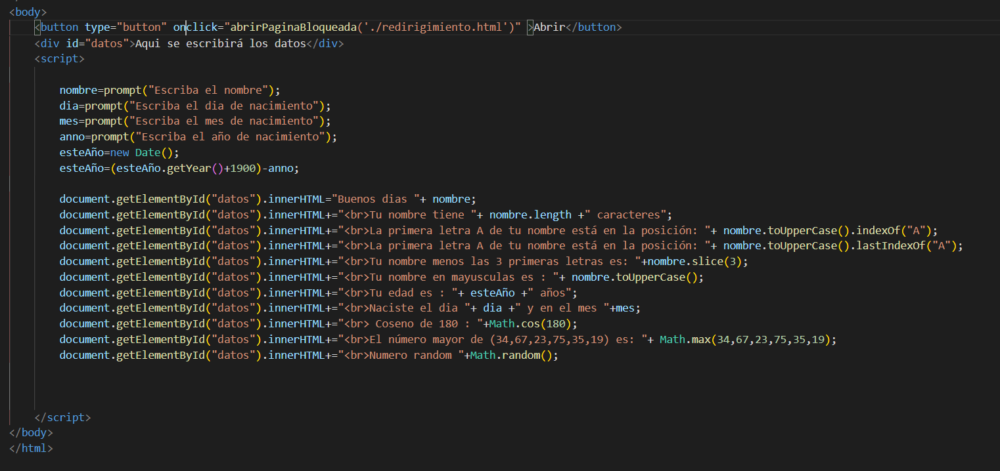 <body>
<button type="button" onclick="abrirPaginaBloqueada('./redirigimiento.html')" >Abrir</button>
<div id="datos">Aqui se escribirá los datos</div>
<script>
nombre=prompt("Escriba el nombre");
dia=prompt("Escriba el dia de nacimiento");
mes=prompt("Escriba el mes de nacimiento");
anno=prompt("Escriba el año de nacimiento");
esteAño=new Date();
esteAño=(esteAño.getYear()+1900)-anno;
document.getElementById("datos").innerHTML="Buenos dias "+ nombre;
document.getElementById("datos").innerHTML+="<br>Tu nombre tiene "+ nombre.length +" caracteres";
document.getElementById("datos").innerHTML+="<br>La primera letra A de tu nombre está en la posición: "+ nombre.toUpperCase().indexOf("A");
document.getElementById("datos").innerHTML+="<br>La primera letra A de tu nombre está en la posición: "+ nombre.toUpperCase().lastIndexOf("A");
document.getElementById("datos").innerHTML+="<br>Tu nombre menos las 3 primeras letras es: "+nombre.slice(3);
document.getElementById("datos").innerHTML+="<br>Tu nombre en mayusculas es : "+ nombre.toUpperCase();
document.getElementById("datos").innerHTML+="<br>Tu edad es : "+ esteAño +" años";
document.getElementById("datos").innerHTML+="<br>Naciste el dia "+ dia +" y en el mes "+mes;
document.getElementById("datos").innerHTML+="<br> Coseno de 180 : "+Math.cos(180);
document.getElementById("datos").innerHTML+="<br>El número mayor de (34,67,23,75,35,19) es: "+ Math.max(34,67,23,75,35,19);
document.getElementById("datos").innerHTML+="<br>Numero random "+Math.random();
</script>
</body>
</html>